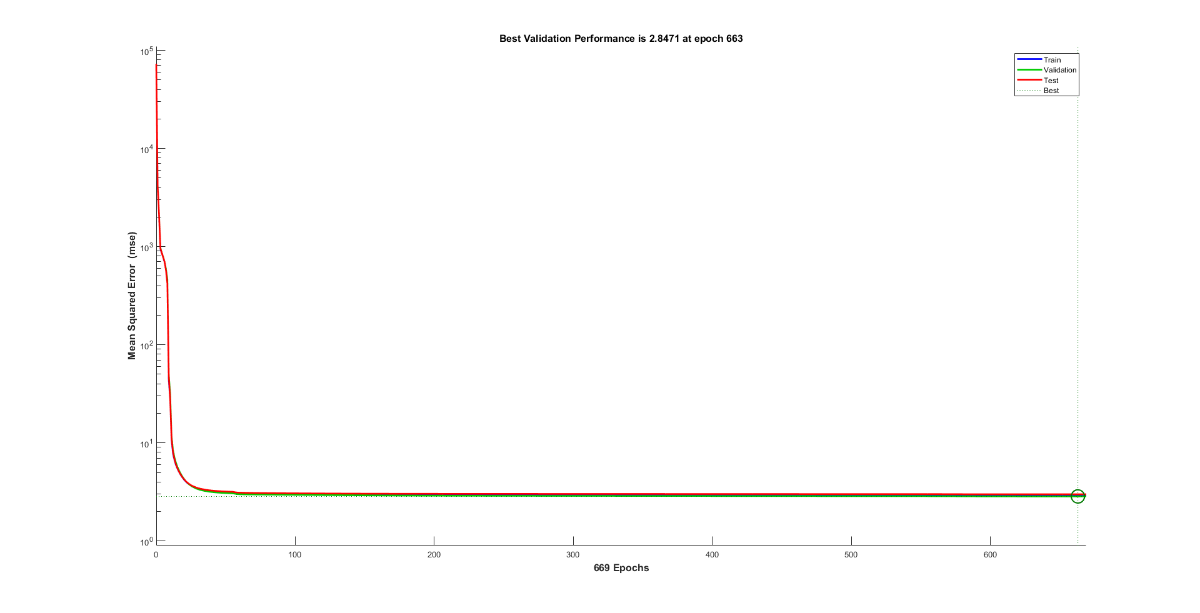 Best Validation Performance is 2.8471 at epoch 663
Train
Validation
Test
Best
Mean Squared Error (mse)
10^5
10^4
10^3
10^2
10^1
10^0
0 100 200 300 400 500 600
669 Epochs